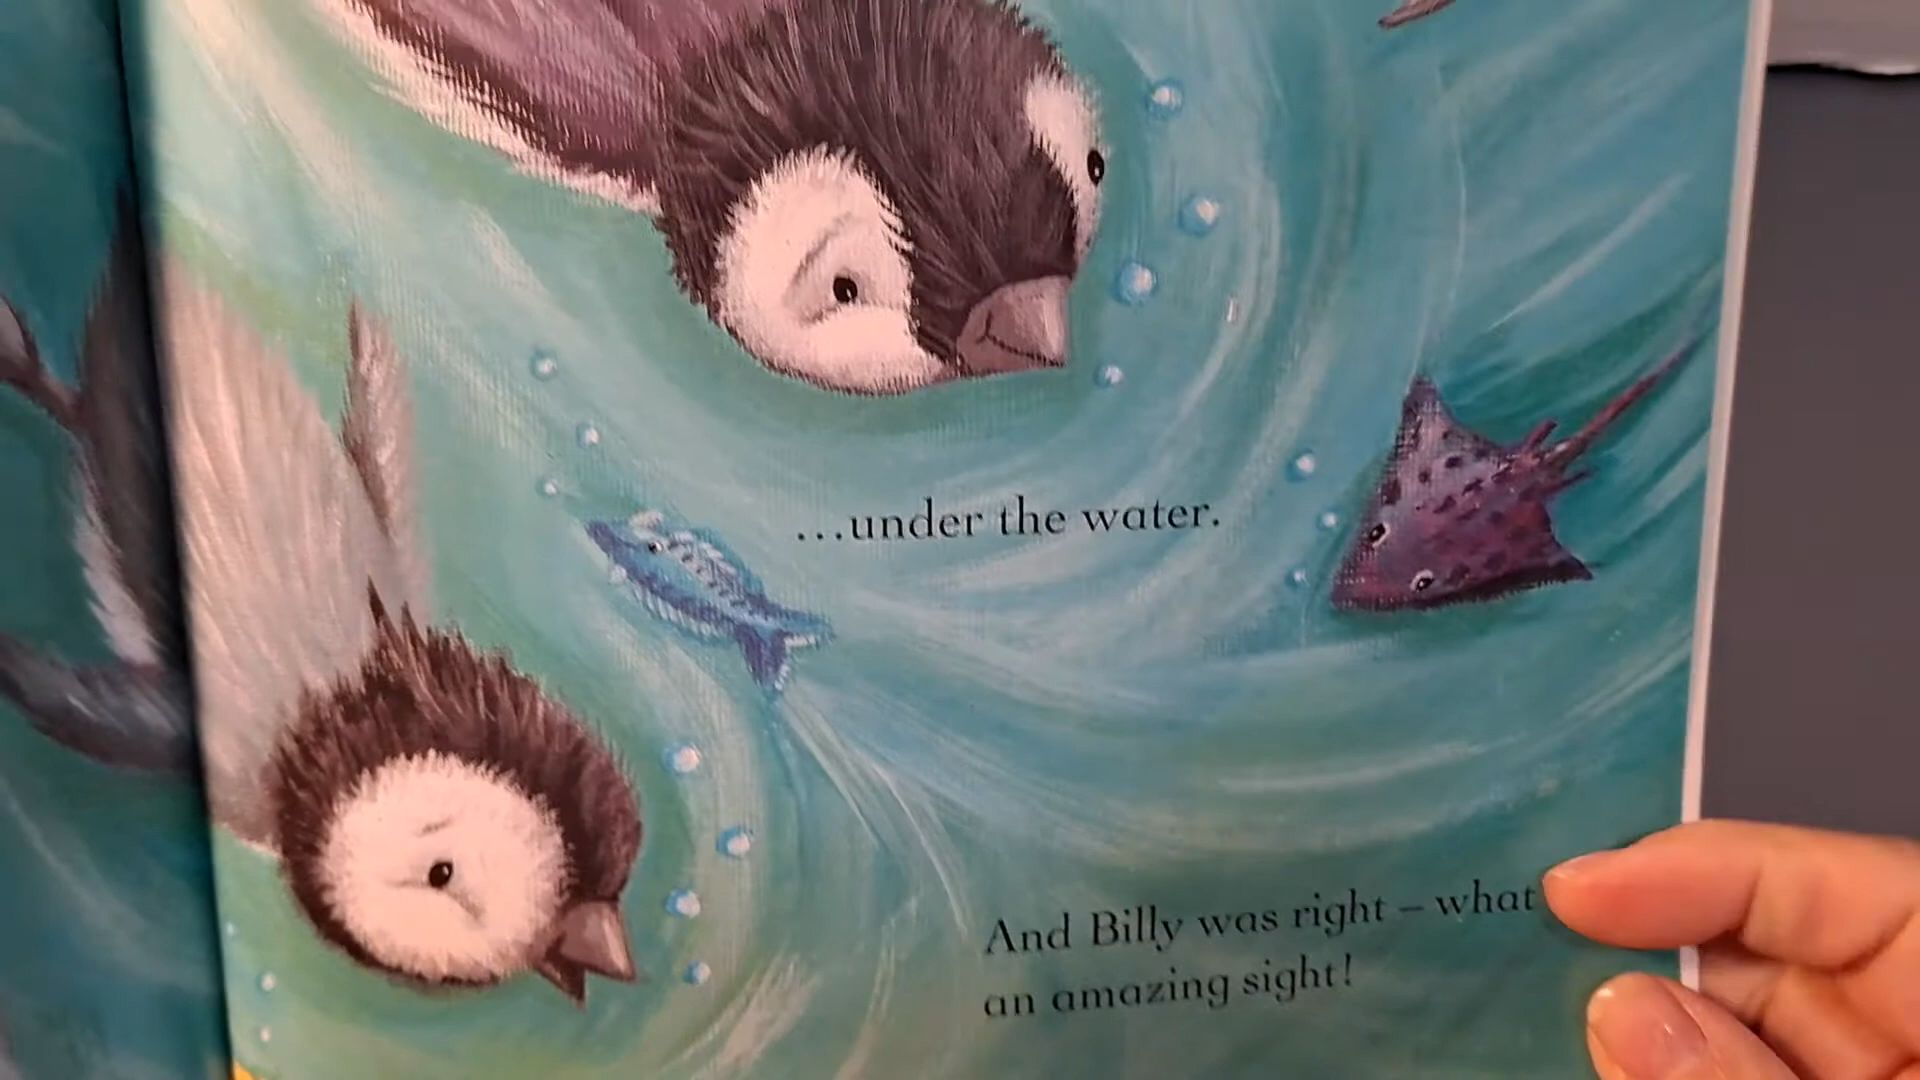 ...under the water.
And Billy was right – what
an amazing sight!